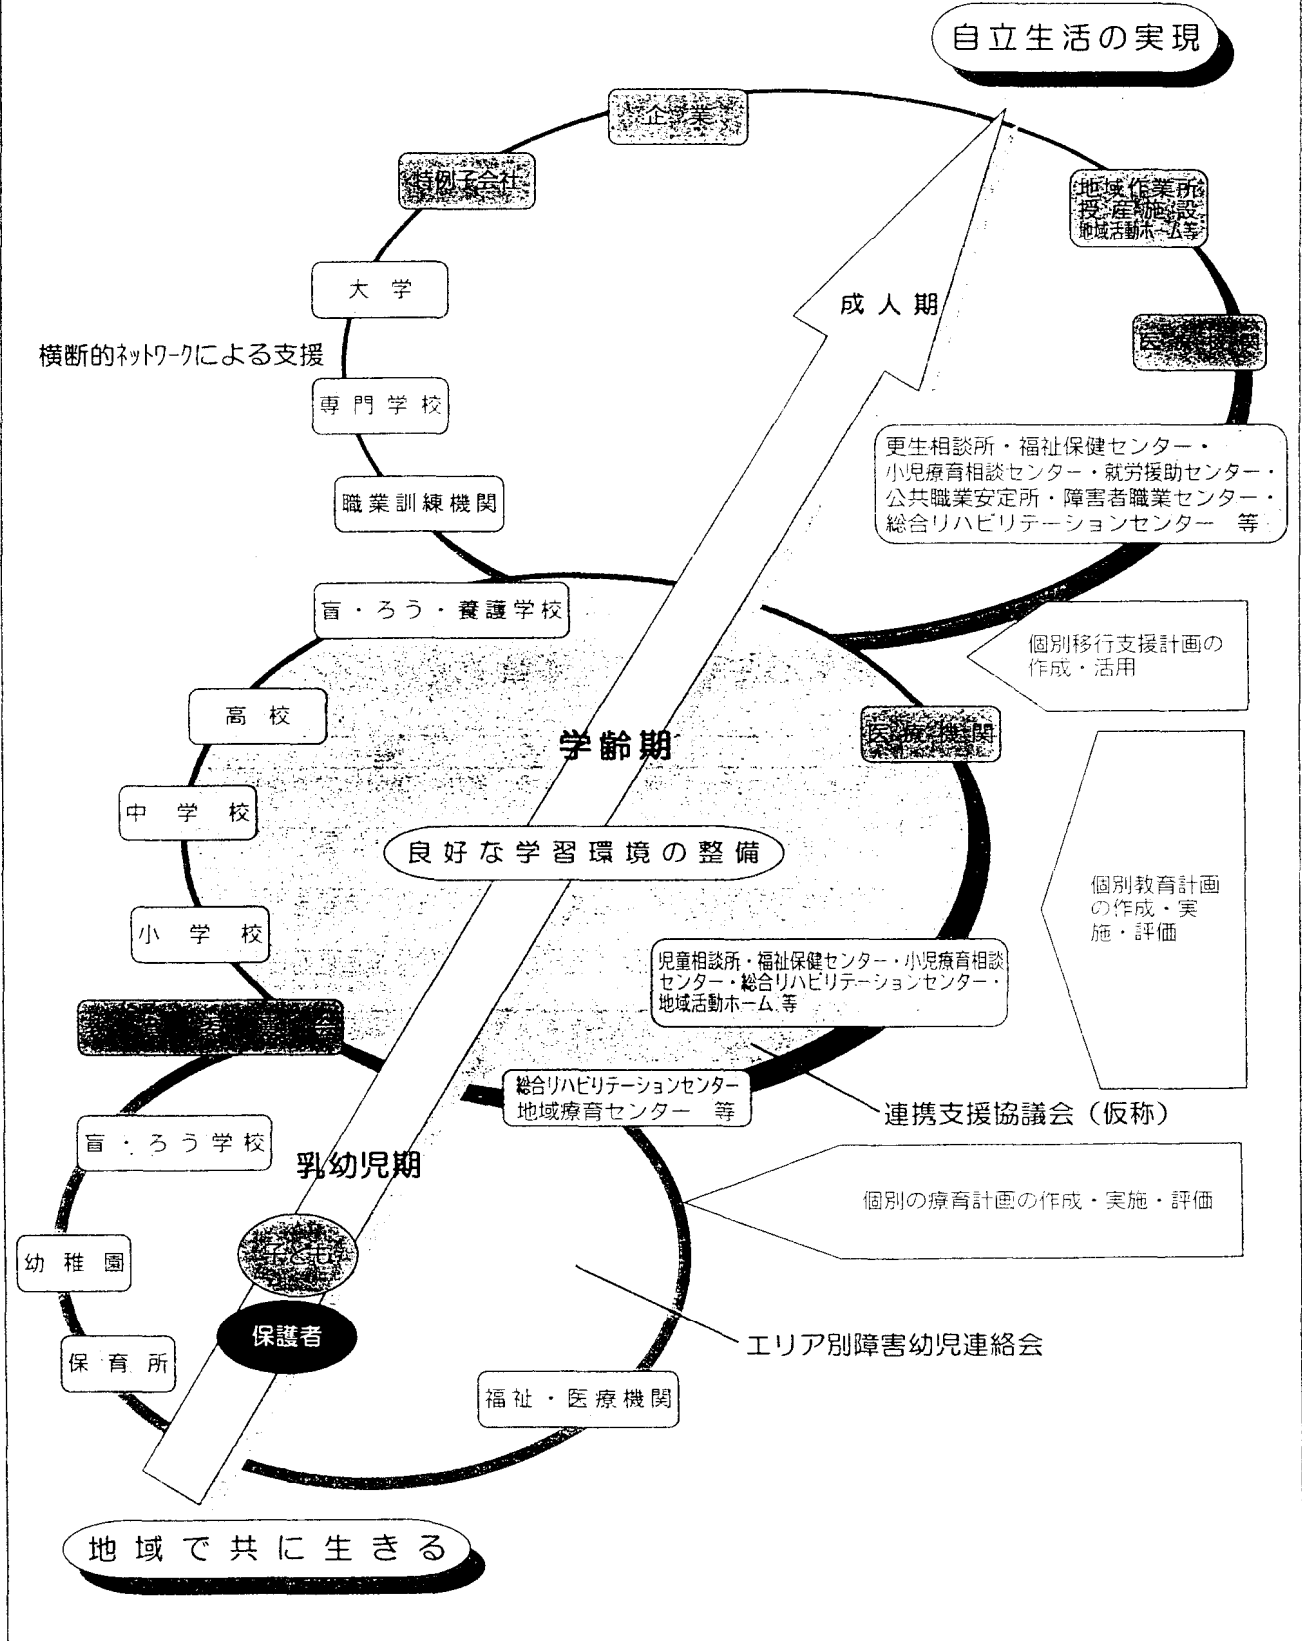 自立生活の実現
企業
特例子会社
地域作業所
授産施設
地域活動ホーム等
大学
成人期
医療機関
横断的ネットワークによる支援
専門学校
更生相談所・福祉保健センター・
小児療育相談センター・就労援助センター・
公共職業安定所・障害者職業センター・
総合リハビリテーションセンター 等
職業訓練機関
盲・ろう・養護学校
個別移行支援計画の
作成・活用
高校
学齢期
医療機関
中学校
良好な学習環境の整備
個別教育計画
の作成・実
施・評価
小学校
児童相談所・福祉保健センター・小児療育相談
センター・総合リハビリテーションセンター・
地域活動ホーム 等
会
総合リハビリテーションセンター
地域療育センター 等
連携支援協議会（仮称）
盲・ろう学校
乳幼児期
個別の療育計画の作成・実施・評価
幼稚園
子ども
保護者
エリア別障害幼児連絡会
保育所
福祉・医療機関
地域で共に生きる